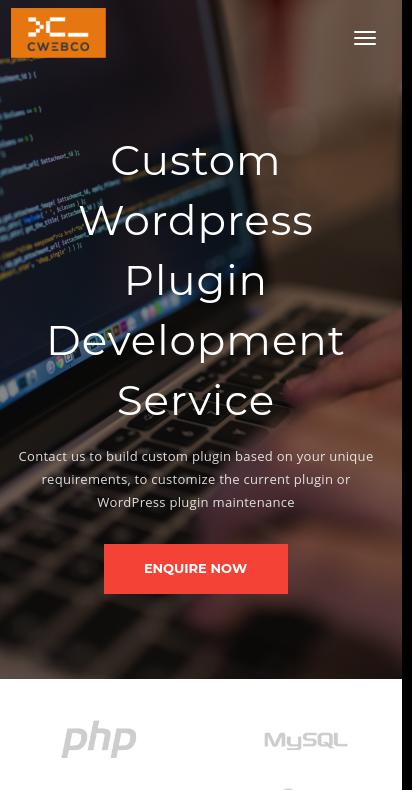 CWEBCO
Custom
Wordpress
Plugin
Development
Service
Contact us to build custom plugin based on your unique
requirements, to customize the current plugin or
WordPress plugin maintenance
ENQUIRE NOW
php
MySQL